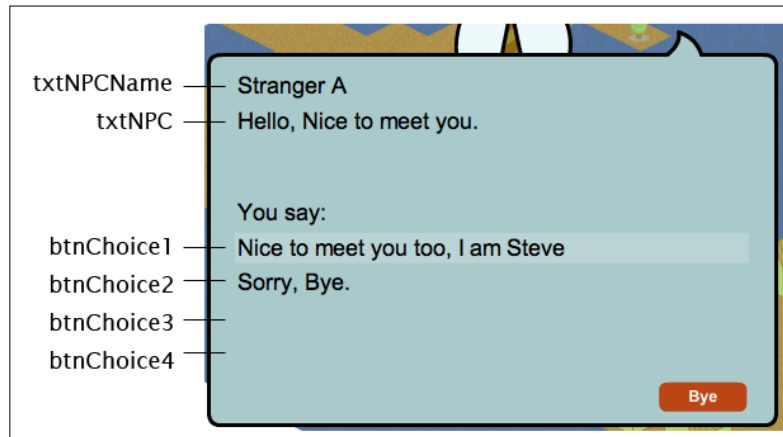 txtNPCName
Stranger A
txtNPC
Hello, Nice to meet you.
You say:
btnChoice1
Nice to meet you too, I am Steve
btnChoice2
Sorry, Bye.
btnChoice3
btnChoice4
Bye